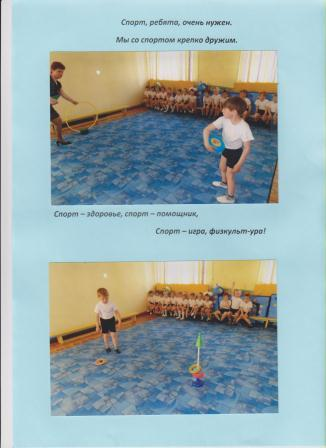 Спорт, ребята, очень нужен.
Мы со спортом крепко дружим.
Спорт – здоровье, спорт – помощник,
Спорт – игра, физкульт-ура!